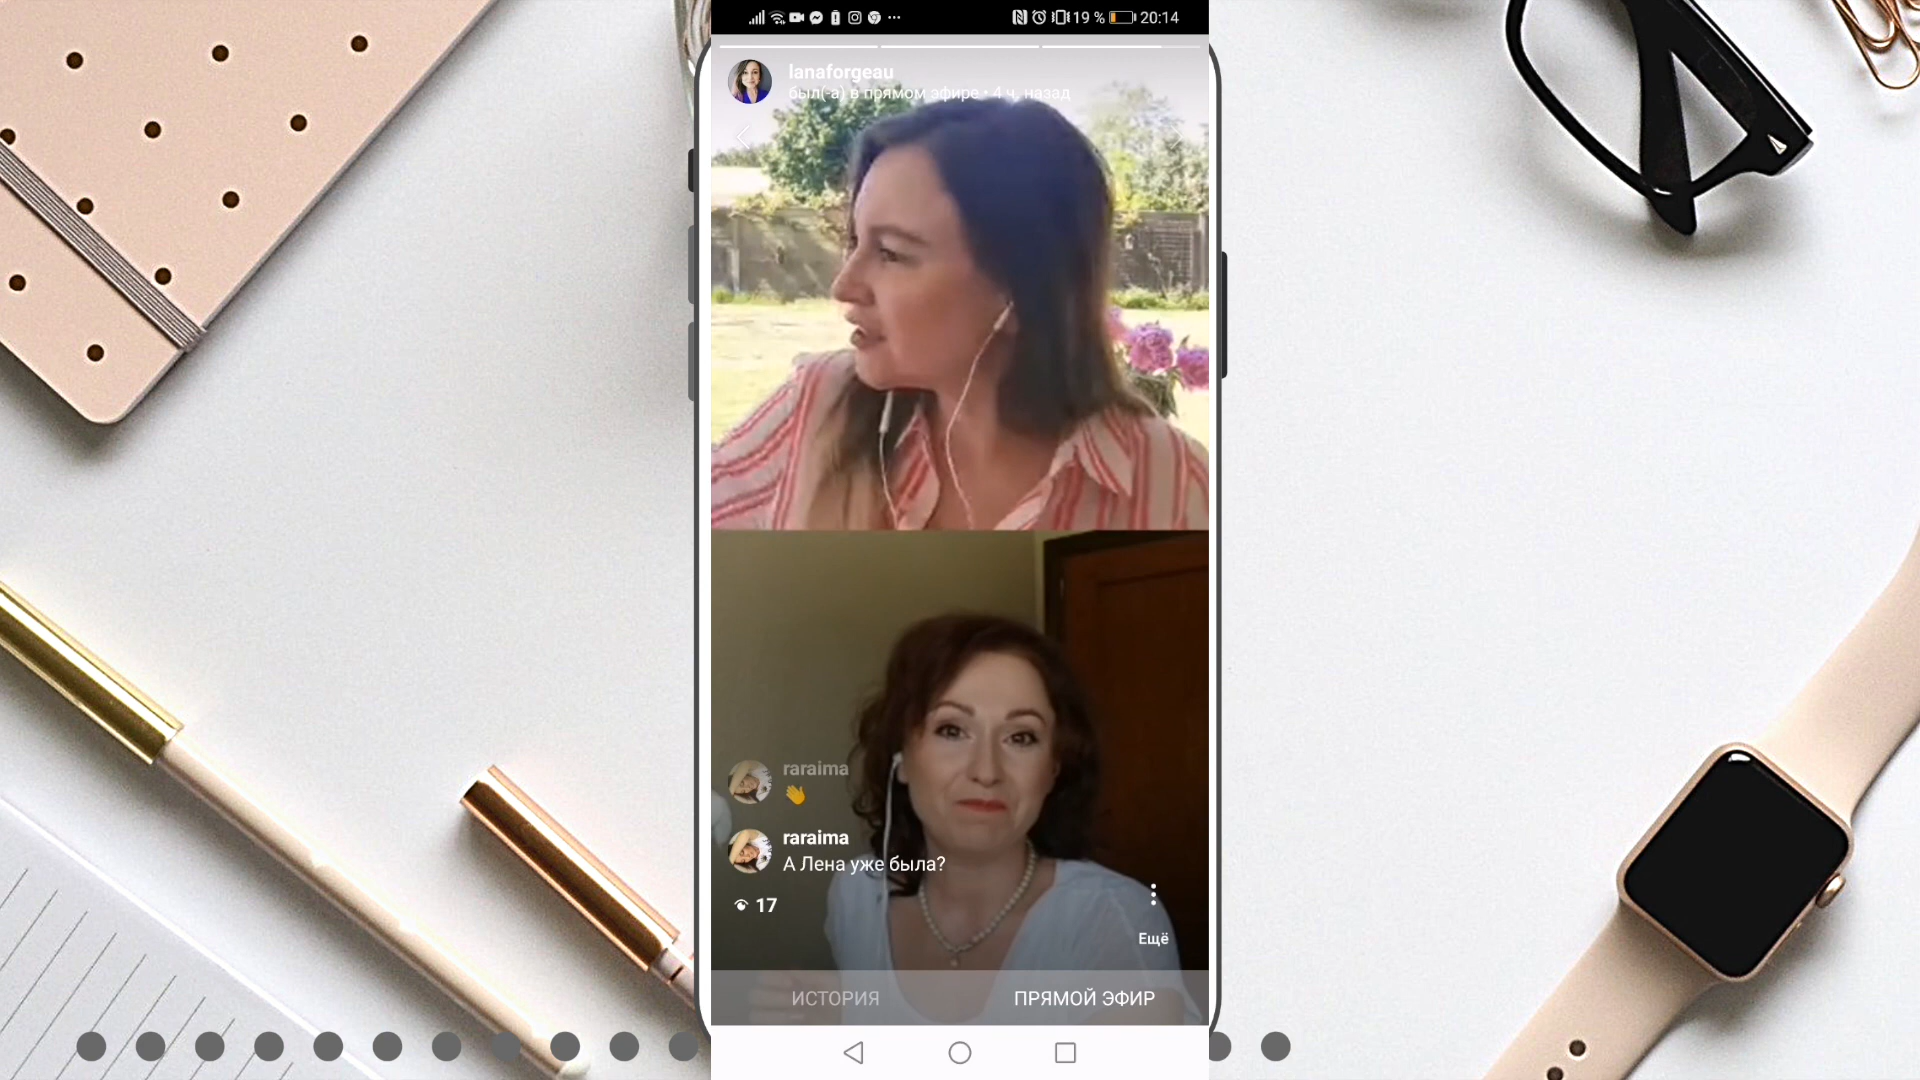 19 % 20:14
lanaforgeau
был(-а) в прямом эфире • 4 ч. назад
raraima
👋
raraima
А Лена уже была?
17
Ещё
ИСТОРИЯ
ПРЯМОЙ ЭФИР